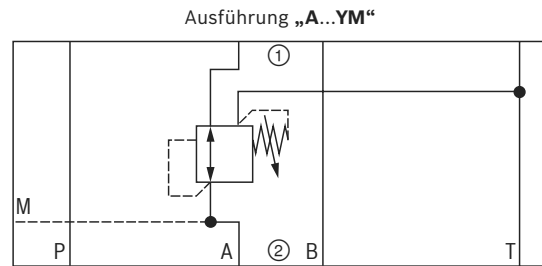 Ausführung „A...YM“
①
M
P A ② B T